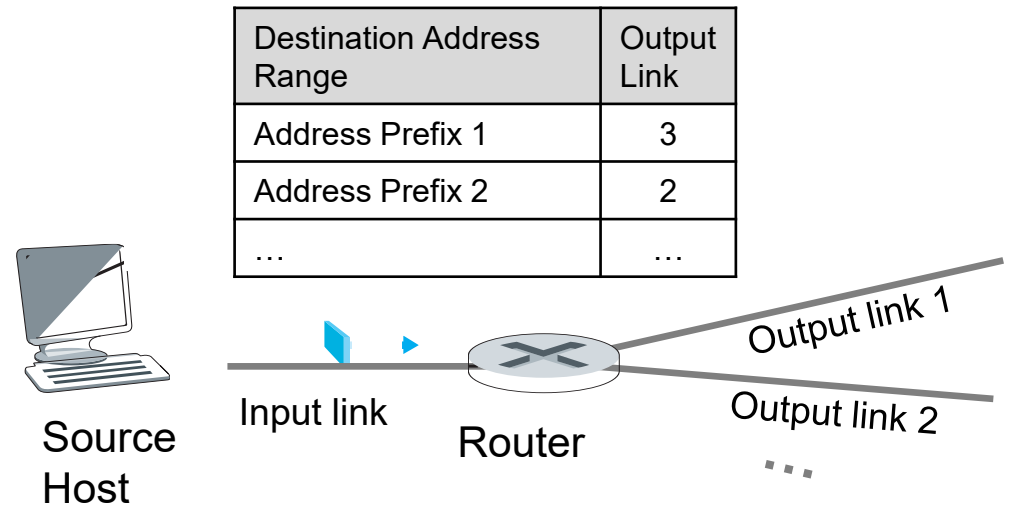 Destination Address Range
Output Link
Address Prefix 1
3
Address Prefix 2
2
…
…
Output link 1
Input link
Output link 2
Source Host
Router
...